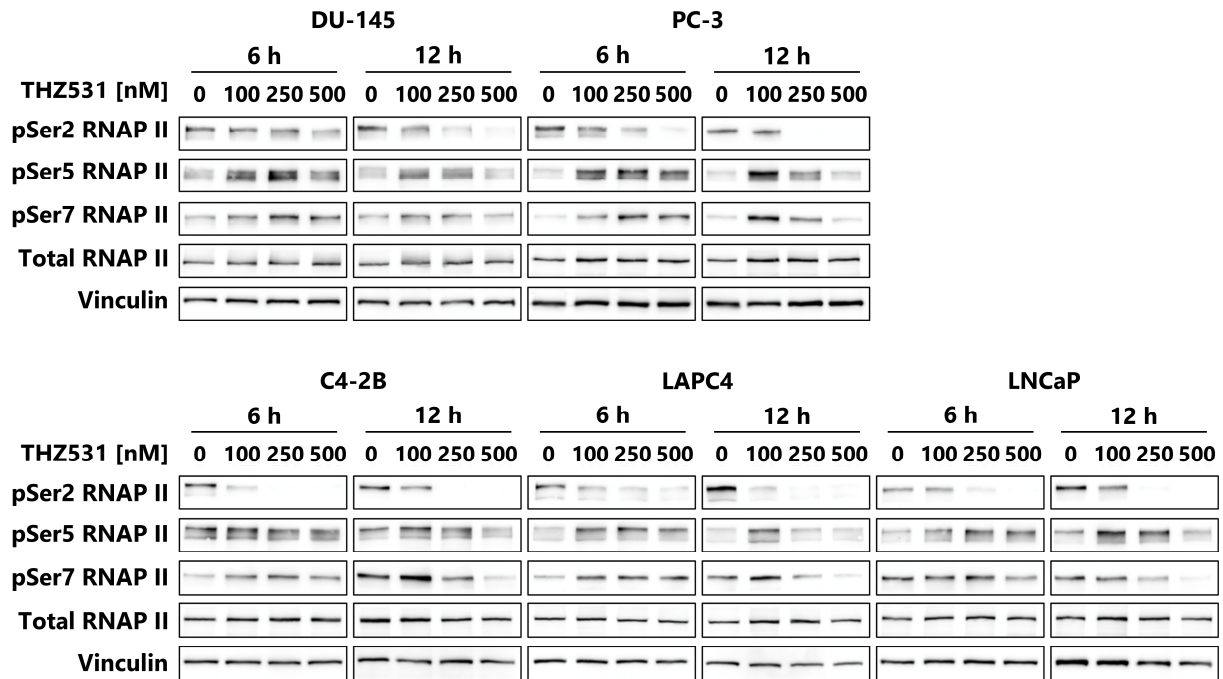 DU-145 PC-3
6 h 12 h 6 h 12 h
THZ531 [nM] 0 100 250 500 0 100 250 500 0 100 250 500 0 100 250 500
pSer2 RNAP II
pSer5 RNAP II
pSer7 RNAP II
Total RNAP II
Vinculin
C4-2B LAPC4 LNCaP
6 h 12 h 6 h 12 h 6 h 12 h
THZ531 [nM] 0 100 250 500 0 100 250 500 0 100 250 500 0 100 250 500 0 100 250 500 0 100 250 500
pSer2 RNAP II
pSer5 RNAP II
pSer7 RNAP II
Total RNAP II
Vinculin